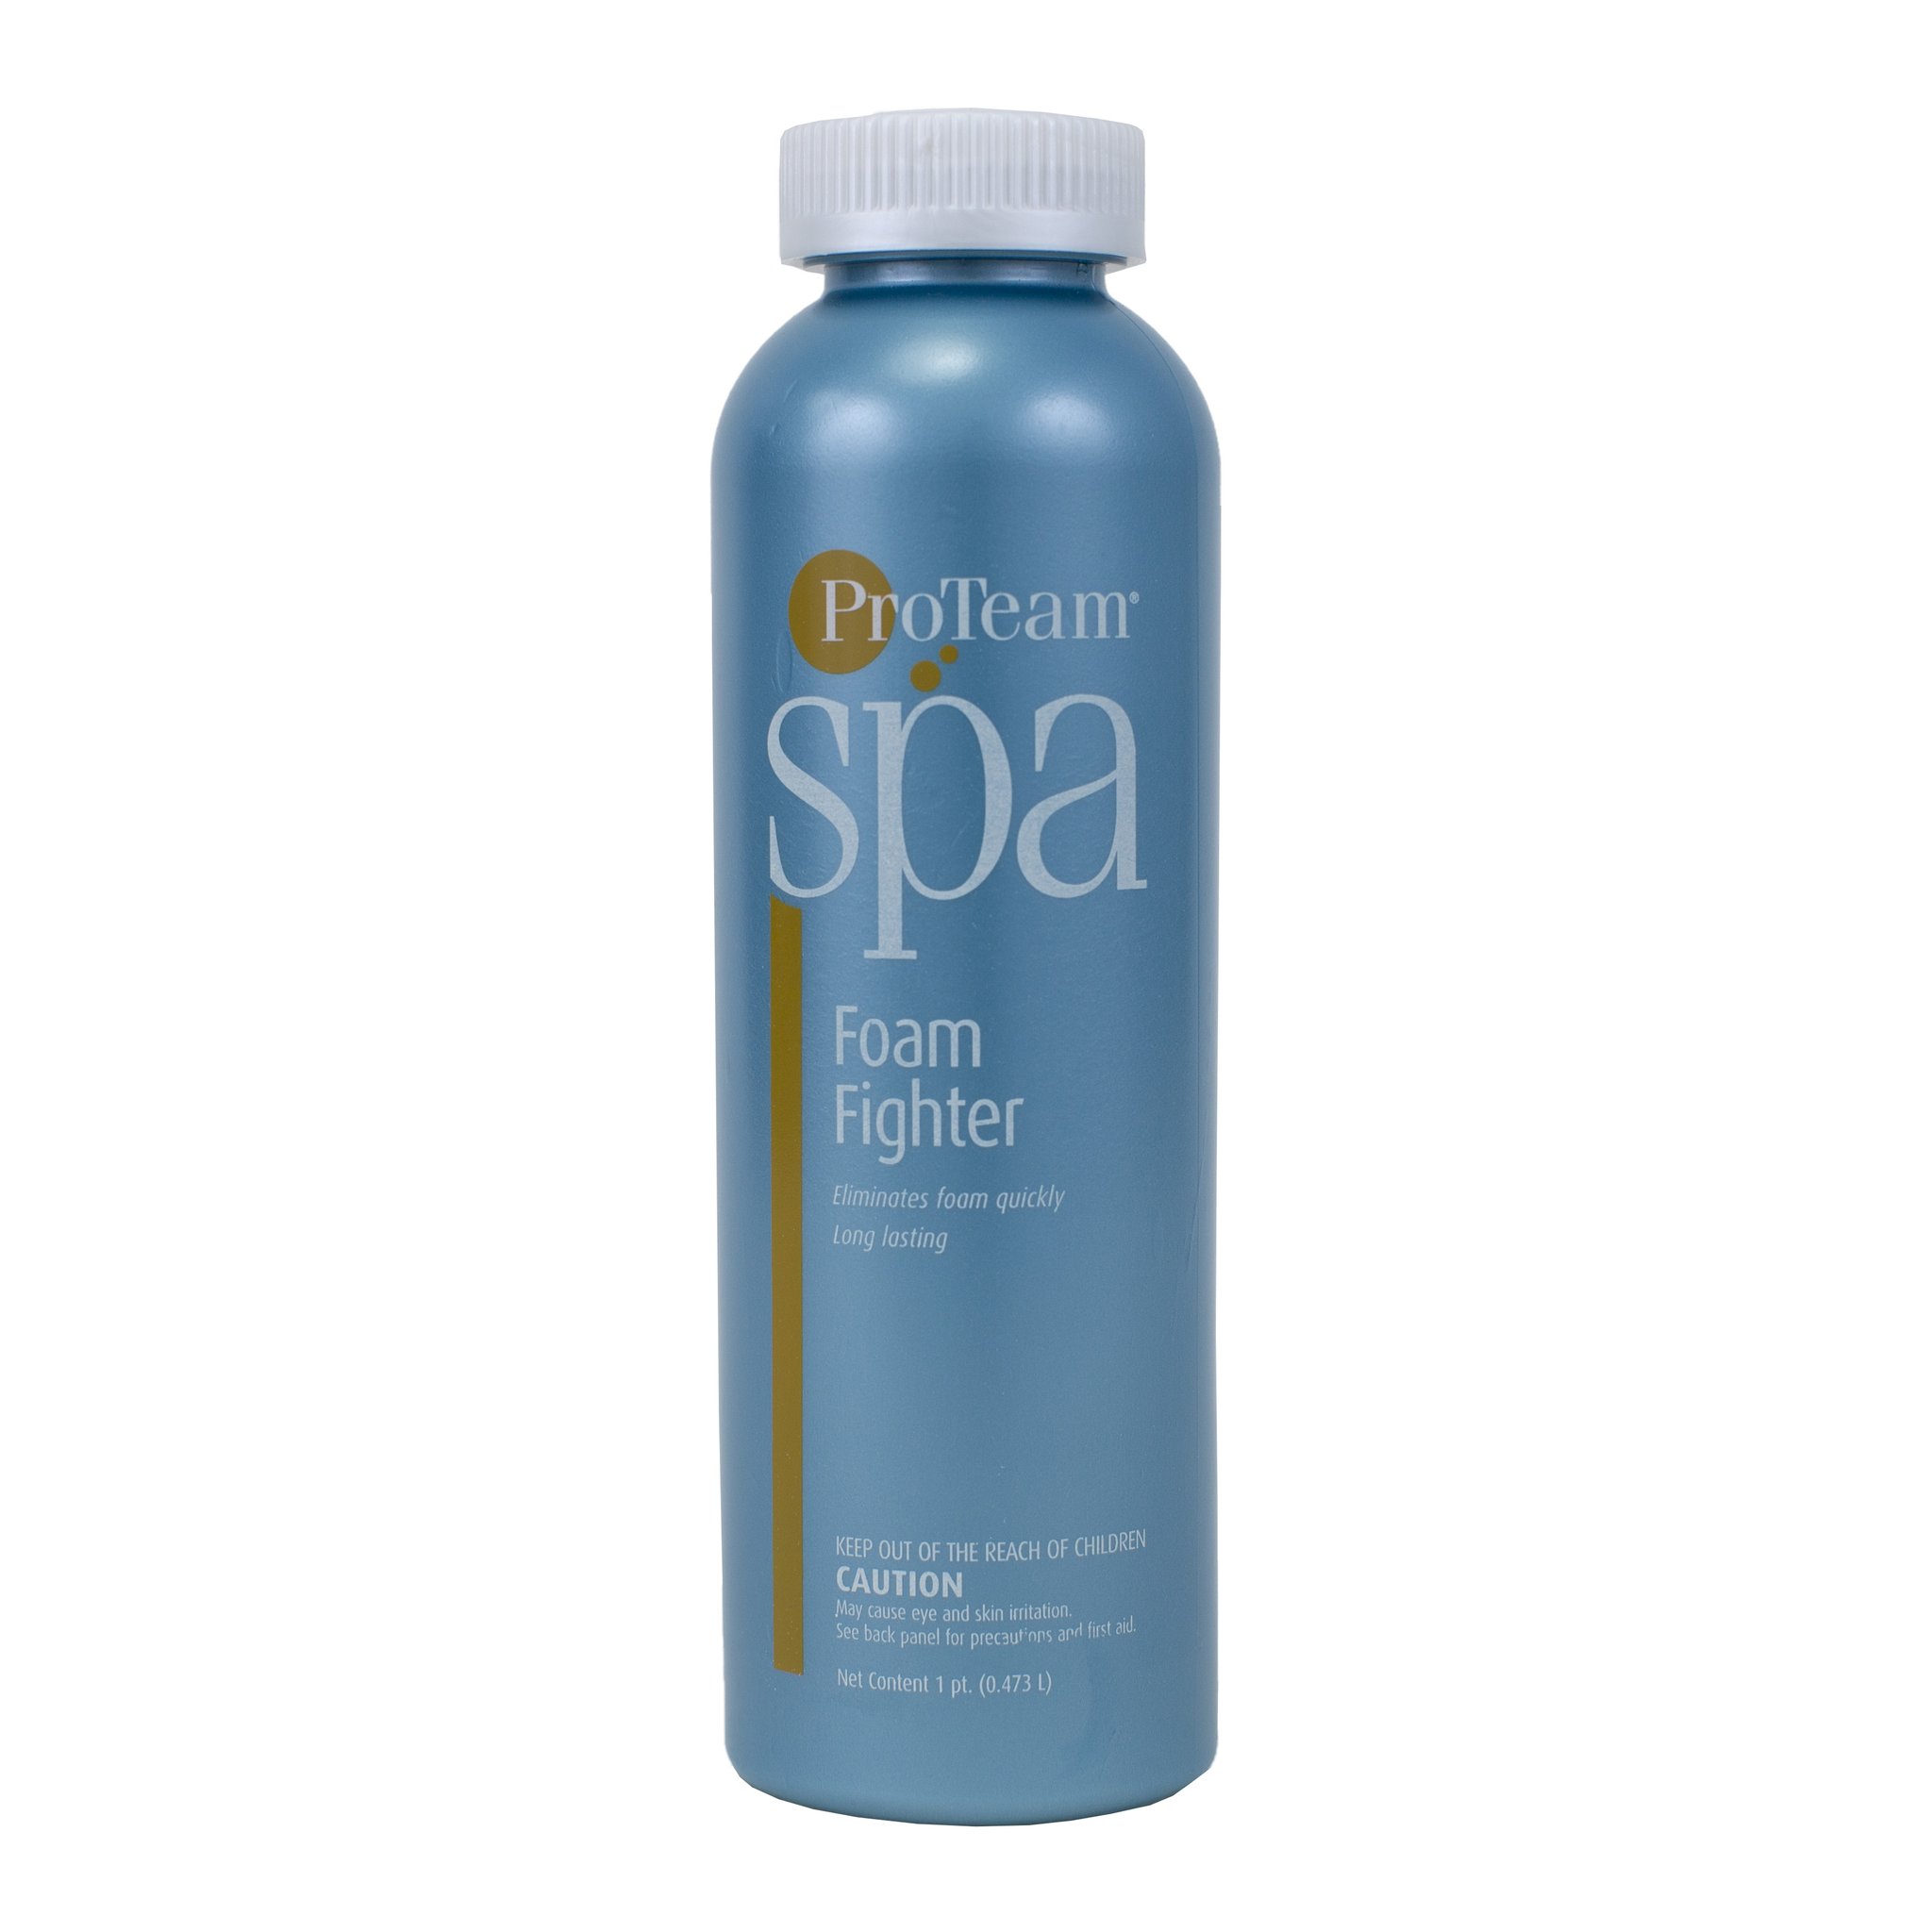 ProTeam®
spa
Foam
Fighter
Eliminates foam quickly
Long lasting
KEEP OUT OF THE REACH OF CHILDREN
CAUTION
May cause eye and skin irritation.
See back panel for precautions and first aid.
Net Content 1 pt. (0.473 L)